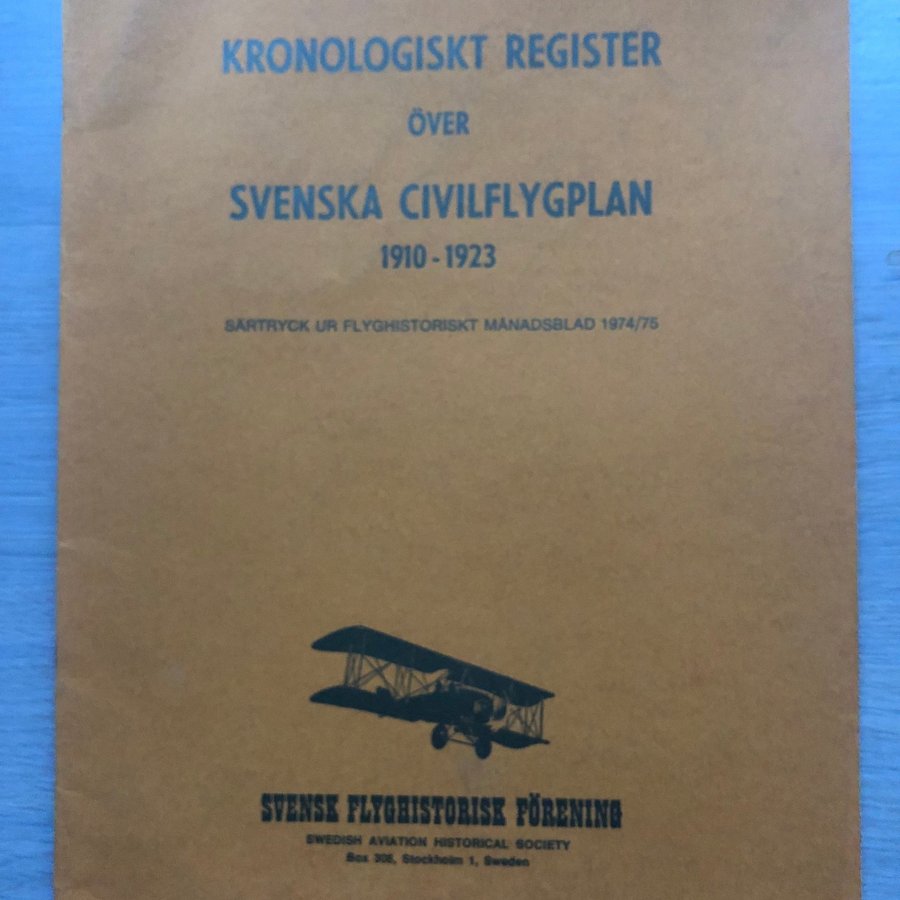 KRONOLOGISKT REGISTER
ÖVER
SVENSKA CIVILFLYGPLAN
1910 - 1923
SÄRTRYCK UR FLYGHISTORISKT MÅNADSBLAD 1974/75
SVENSK FLYGHISTORISK FÖRENING
SWEDISH AVIATION HISTORICAL SOCIETY
Box 308, Stockholm 1, Sweden